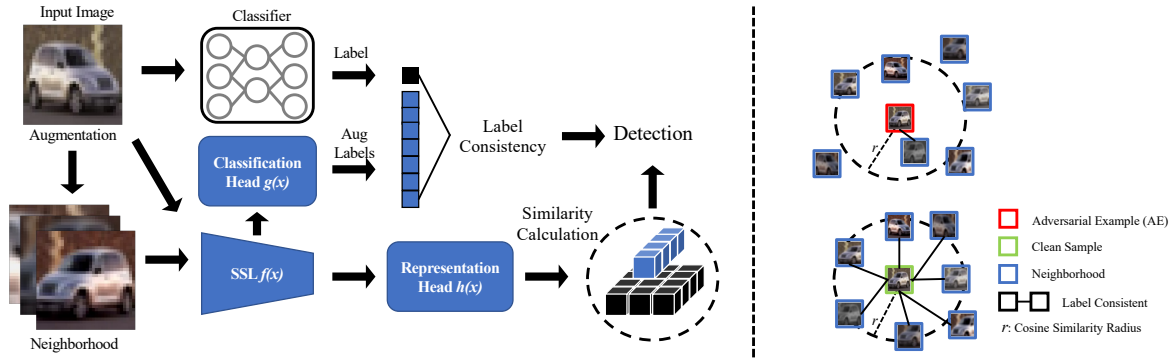 Input Image
Classifier
Label
Augmentation
Aug
Labels
Label
Consistency
Detection
Classification
Head g(x)
Similarity
Calculation
SSL f(x)
Representation
Head h(x)
Neighborhood
r
r
Adversarial Example (AE)
Clean Sample
Neighborhood
Label Consistent
r: Cosine Similarity Radius